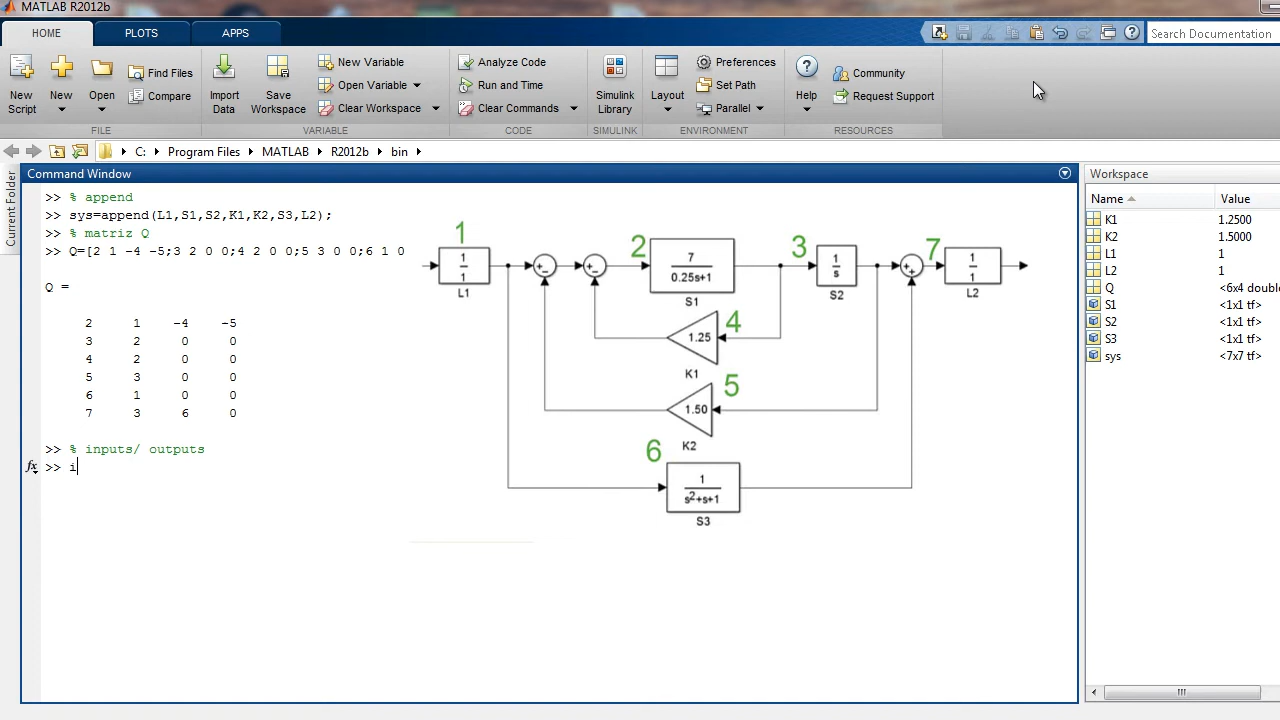 MATLAB R2012b
HOME PLOTS APPS
Search Documentation
New Script
New
Open
Find Files
Compare
Import Data
Save Workspace
New Variable
Open Variable
Clear Workspace
Analyze Code
Run and Time
Clear Commands
Simulink Library
Layout
Preferences
Set Path
Parallel
Help
Community
Request Support
FILE VARIABLE CODE SIMULINK ENVIRONMENT RESOURCES
C: Program Files MATLAB R2012b bin
Current Folder
Command Window
>> % append
>> sys=append(L1,S1,S2,K1,K2,S3,L2);
>> % matriz Q
>> Q=[2 1 -4 -5;3 2 0 0;4 2 0 0;5 3 0 0;6 1 0
Q =
2 1 -4 -5
3 2 0 0
4 2 0 0
5 3 0 0
6 1 0 0
7 3 6 0
>> % inputs/ outputs
fx >> i
1
1
1
L1
+-
+-
2
7
0.25s+1
S1
3
1
s
S2
++
7
1
1
L2
4
1.25
K1
5
1.50
K2
6
1
s²+s+1
S3
Workspace
Name Value
K1 1.2500
K2 1.5000
L1 1
L2 1
Q <6x4 double
S1 <1x1 tf>
S2 <1x1 tf>
S3 <1x1 tf>
sys <7x7 tf>